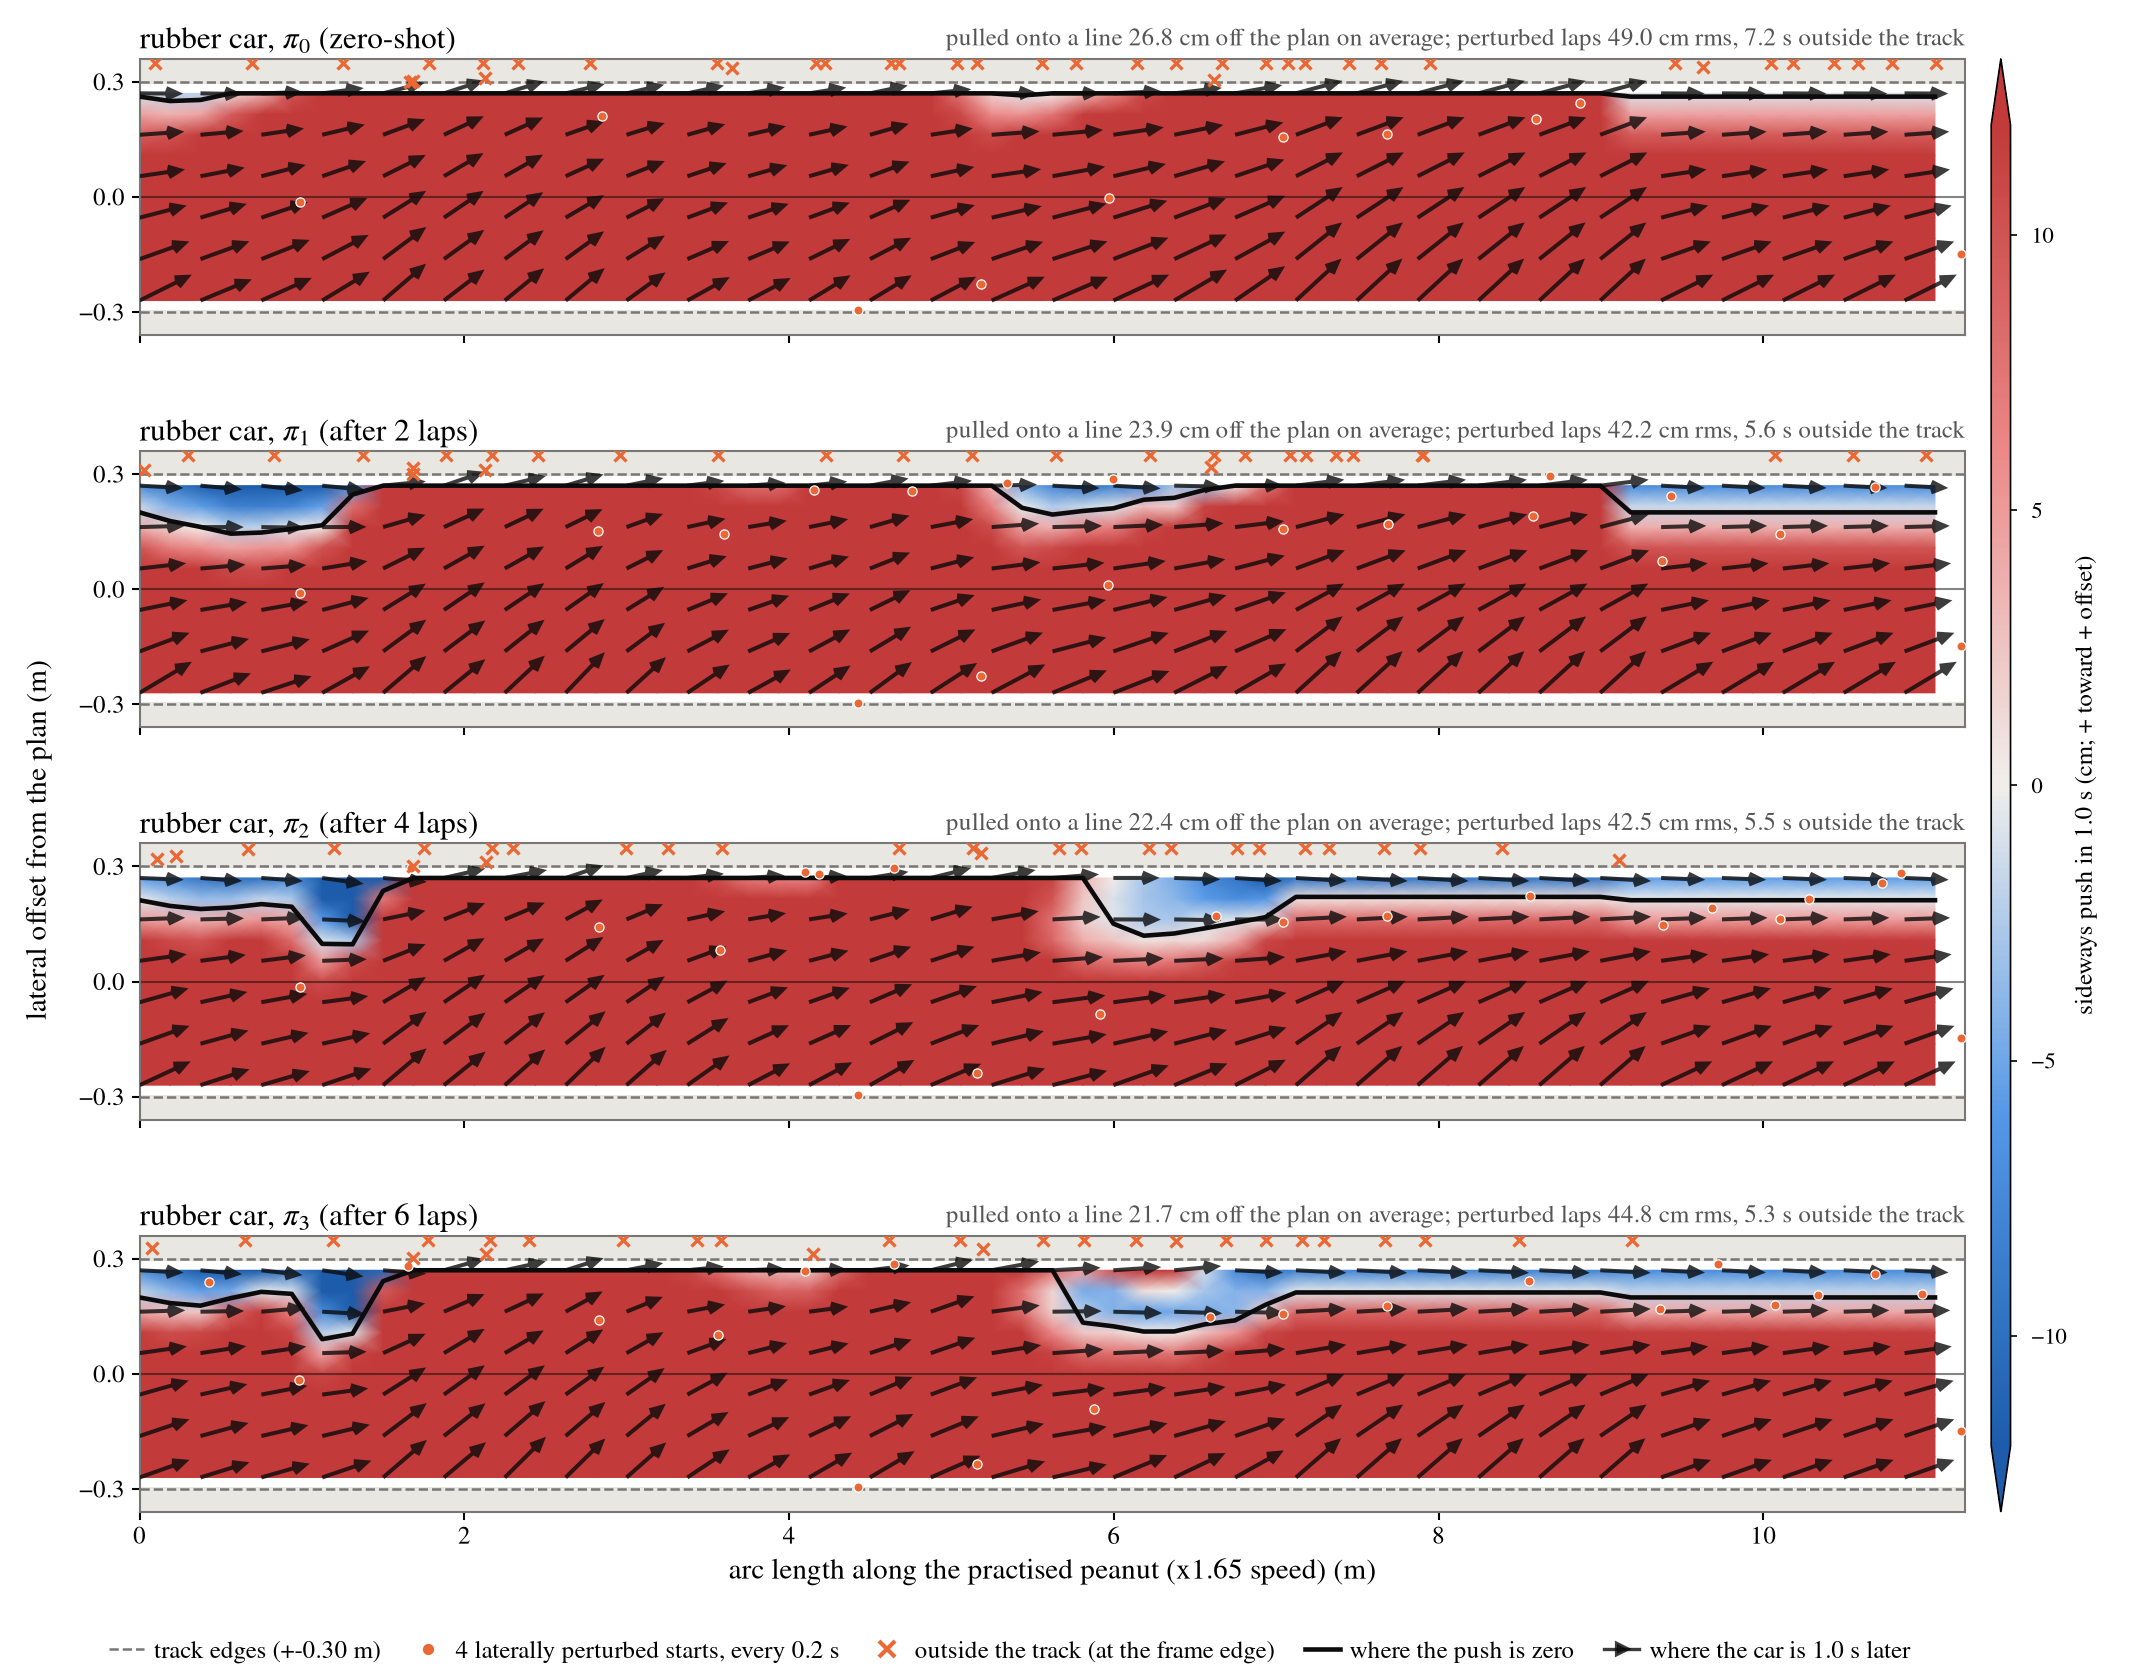 rubber car, π0 (zero-shot)
pulled onto a line 26.8 cm off the plan on average; perturbed laps 49.0 cm rms, 7.2 s outside the track
0.3
0.0
−0.3
rubber car, π1 (after 2 laps)
pulled onto a line 23.9 cm off the plan on average; perturbed laps 42.2 cm rms, 5.6 s outside the track
0.3
0.0
−0.3
rubber car, π2 (after 4 laps)
pulled onto a line 22.4 cm off the plan on average; perturbed laps 42.5 cm rms, 5.5 s outside the track
0.3
0.0
−0.3
rubber car, π3 (after 6 laps)
pulled onto a line 21.7 cm off the plan on average; perturbed laps 44.8 cm rms, 5.3 s outside the track
0.3
0.0
−0.3
0 2 4 6 8 10
arc length along the practised peanut (x1.65 speed) (m)
lateral offset from the plan (m)
10
5
0
−5
−10
sideways push in 1.0 s (cm; + toward + offset)
track edges (+-0.30 m)
4 laterally perturbed starts, every 0.2 s
outside the track (at the frame edge)
where the push is zero
where the car is 1.0 s later